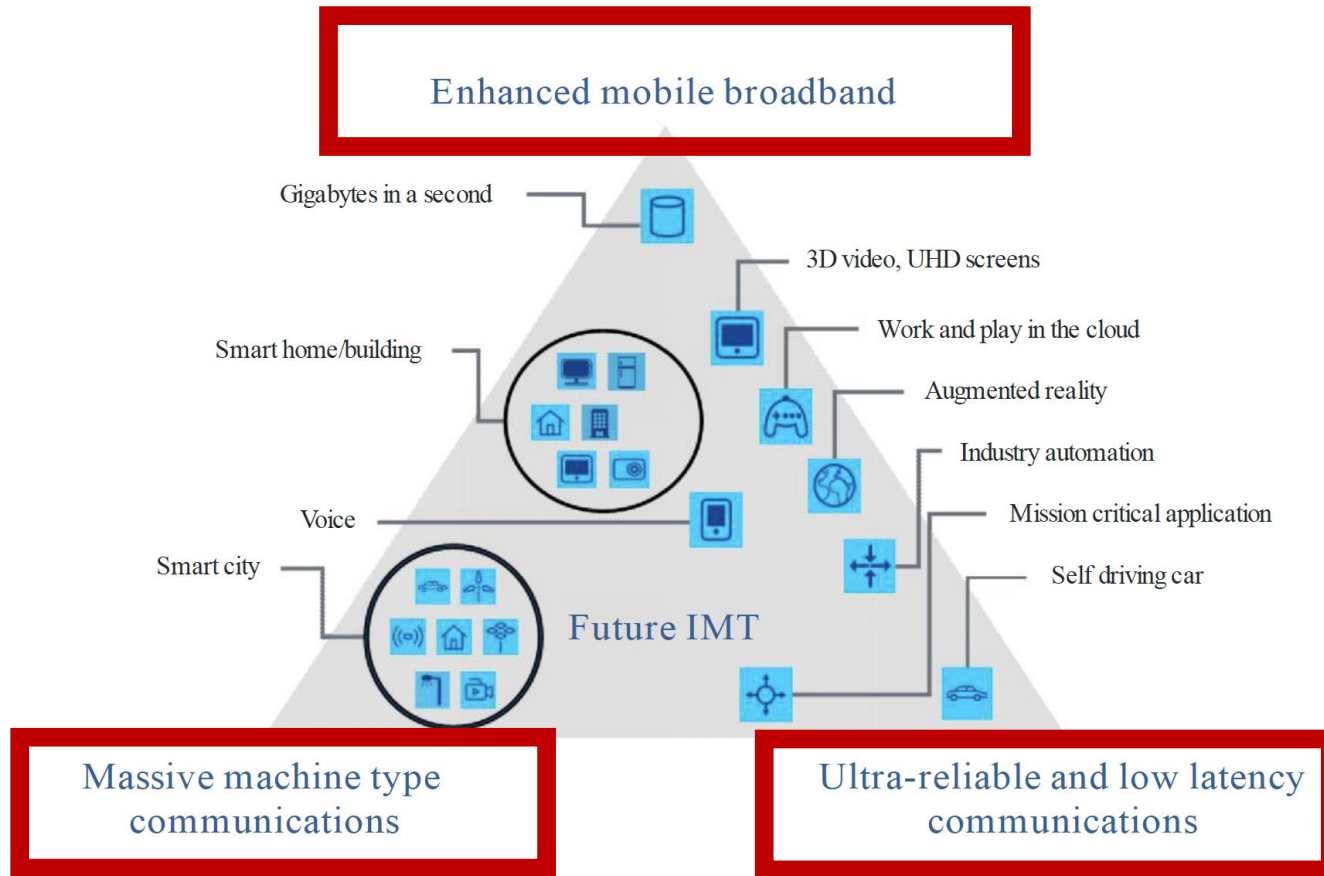 Enhanced mobile broadband
Gigabytes in a second
3D video, UHD screens
Work and play in the cloud
Smart home/building
Augmented reality
Industry automation
Voice
Mission critical application
Smart city
Self driving car
Future IMT
Massive machine type
communications
Ultra-reliable and low latency
communications